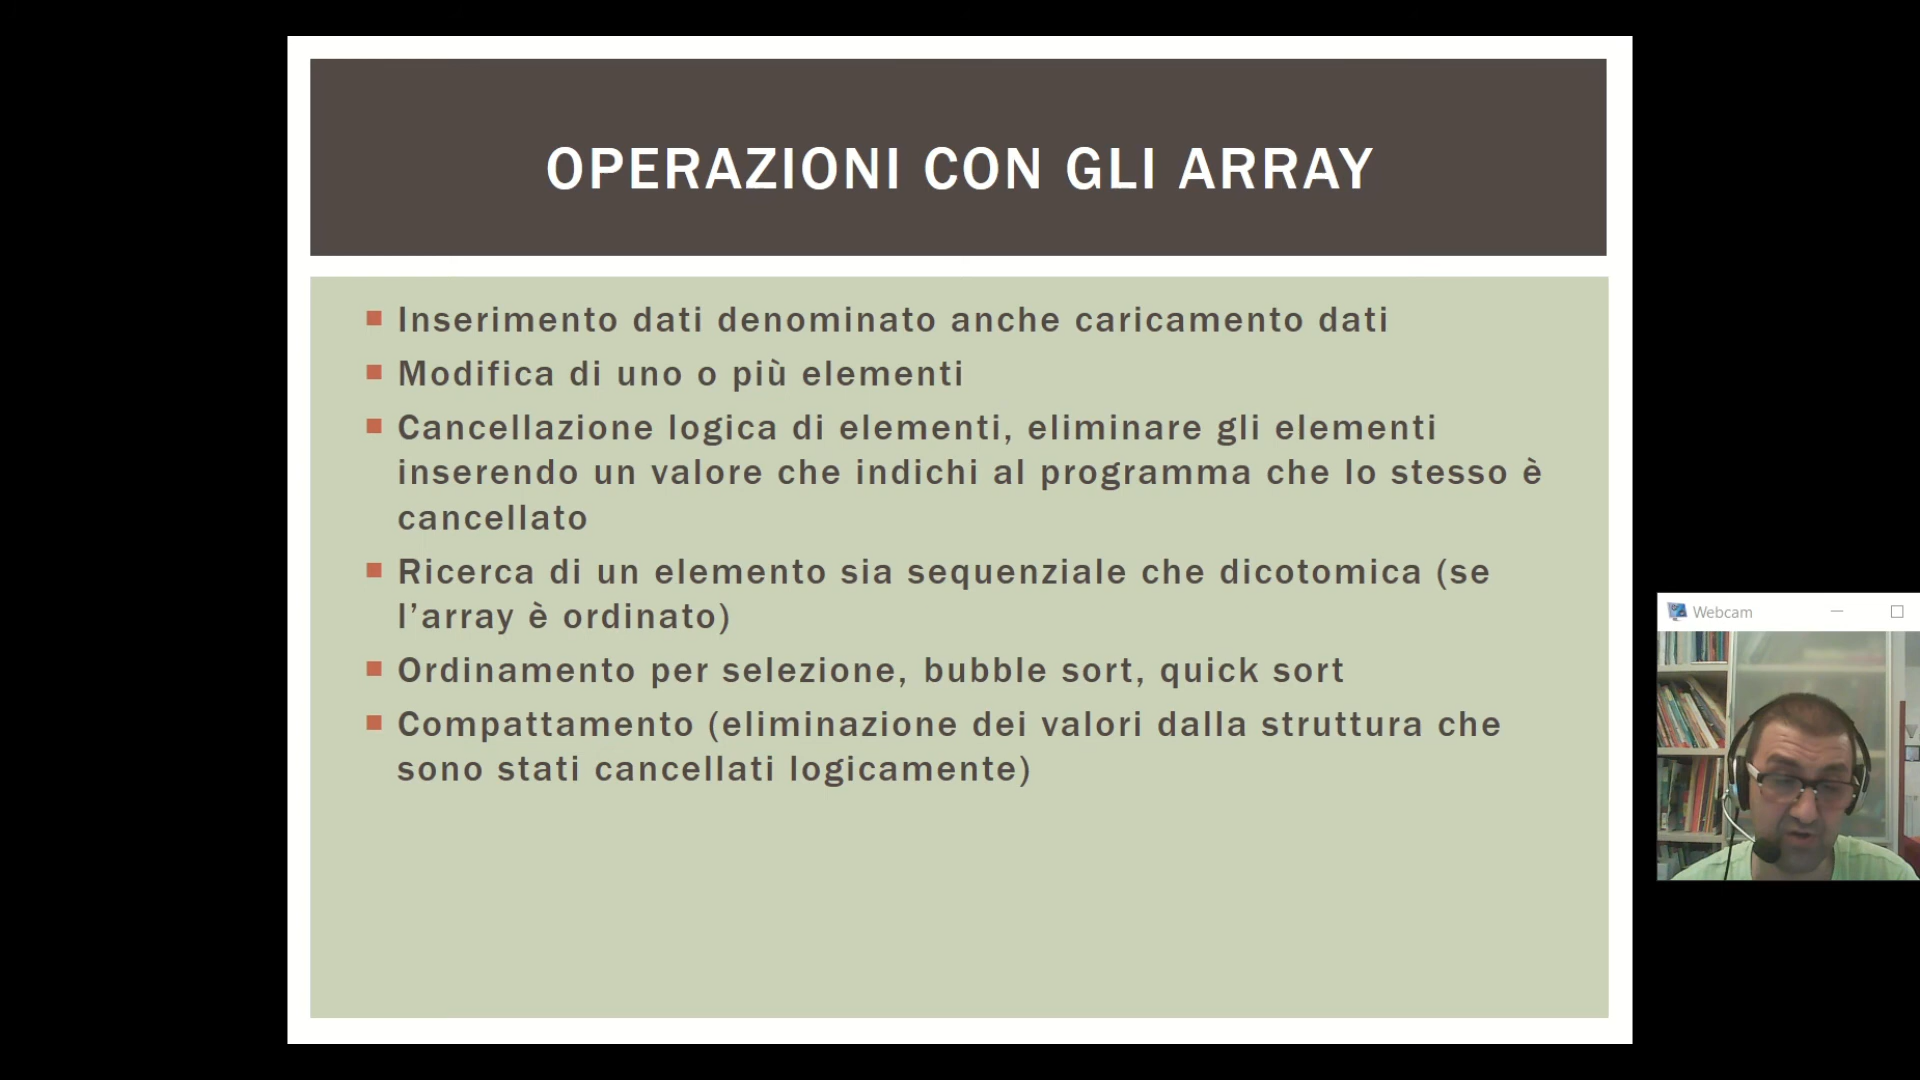 OPERAZIONI CON GLI ARRAY
Inserimento dati denominato anche caricamento dati
Modifica di uno o più elementi
Cancellazione logica di elementi, eliminare gli elementi
inserendo un valore che indichi al programma che lo stesso è
cancellato
Ricerca di un elemento sia sequenziale che dicotomica (se
l’array è ordinato)
Ordinamento per selezione, bubble sort, quick sort
Compattamento (eliminazione dei valori dalla struttura che
sono stati cancellati logicamente)
Webcam